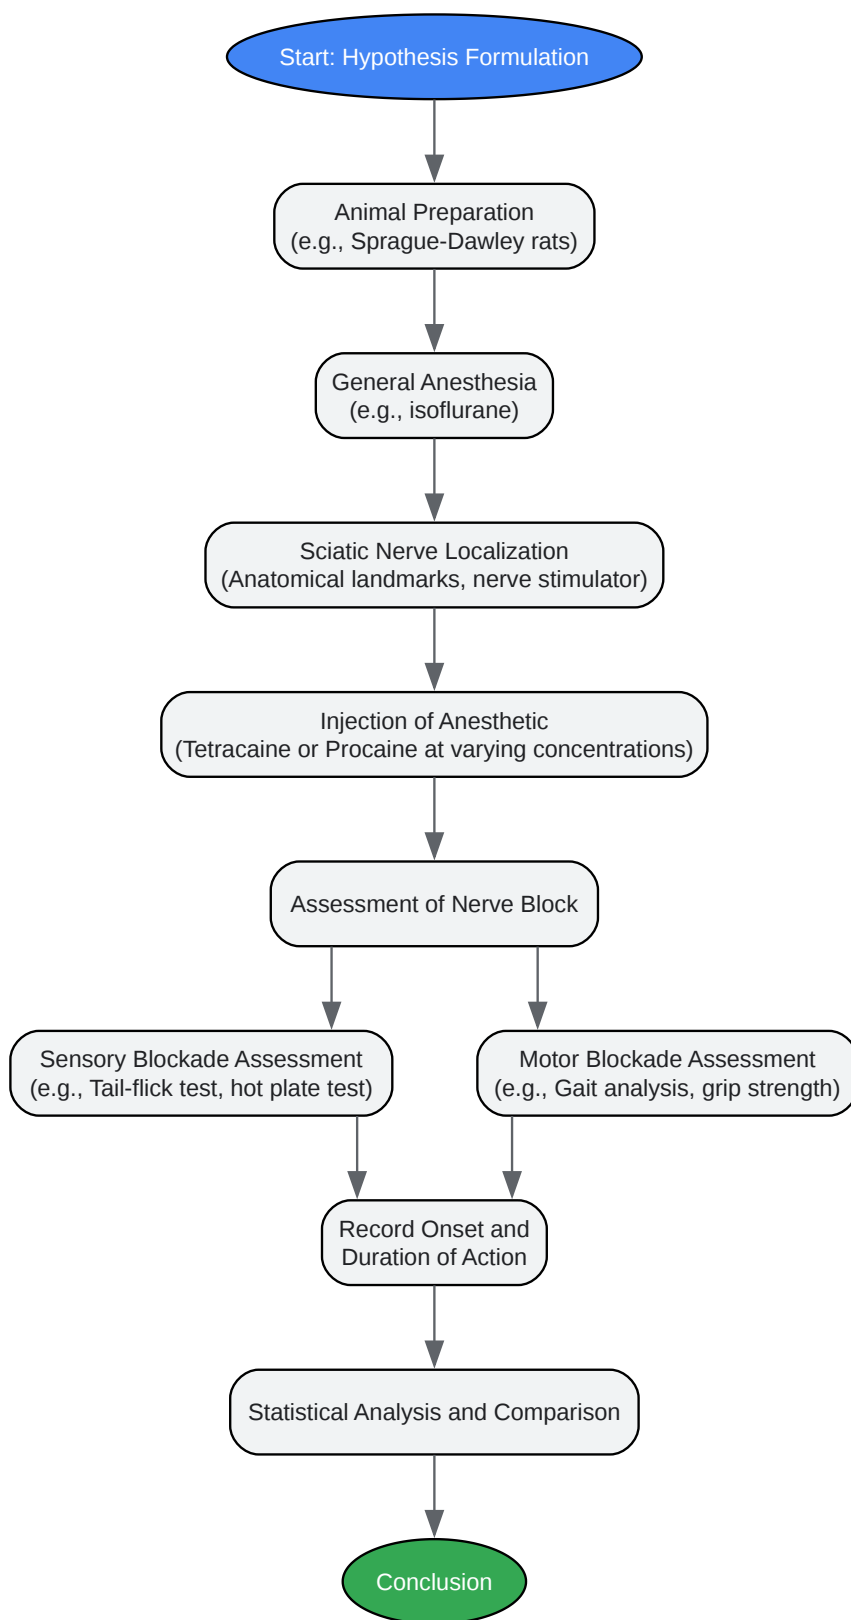 Start: Hypothesis Formulation
Animal Preparation
(e.g., Sprague-Dawley rats)
General Anesthesia
(e.g., isoflurane)
Sciatic Nerve Localization
(Anatomical landmarks, nerve stimulator)
Injection of Anesthetic
(Tetracaine or Procaine at varying concentrations)
Assessment of Nerve Block
Sensory Blockade Assessment
(e.g., Tail-flick test, hot plate test)
Motor Blockade Assessment
(e.g., Gait analysis, grip strength)
Record Onset and
Duration of Action
Statistical Analysis and Comparison
Conclusion